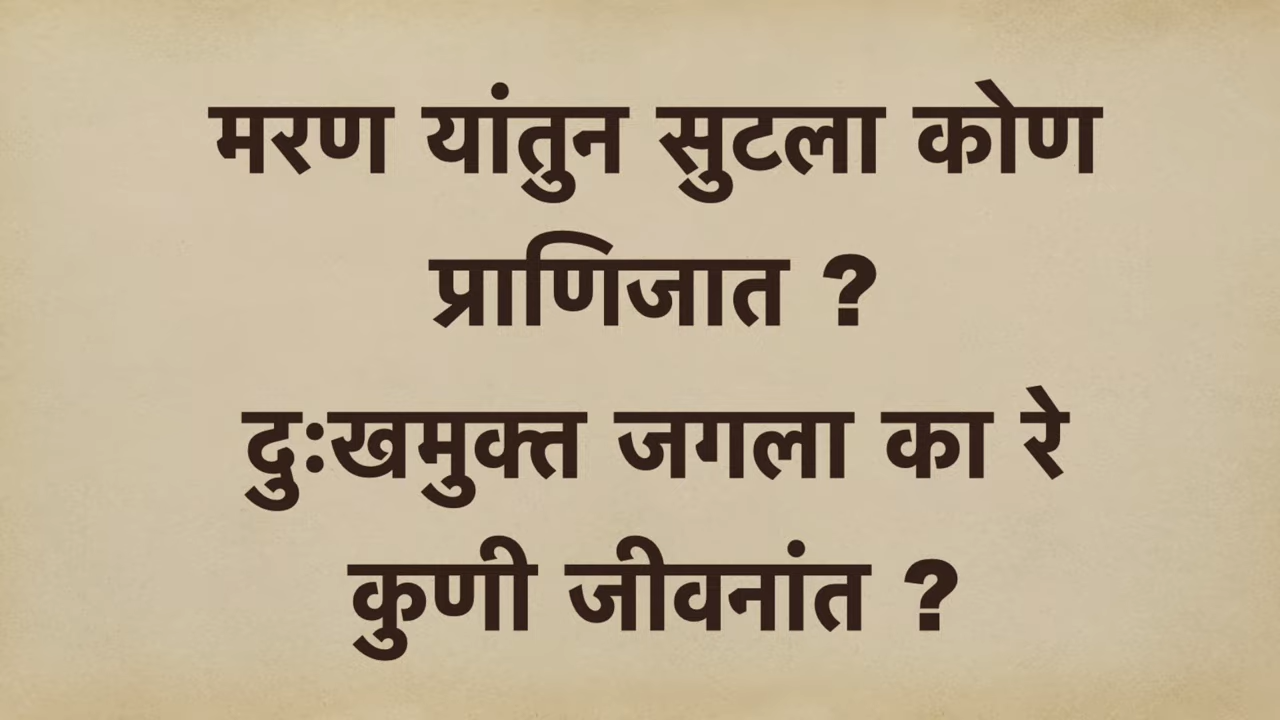 मरण यांतुन सुटला कोण
प्राणिजात ?
दुःखमुक्त जगला का रे
कुणी जीवनांत ?